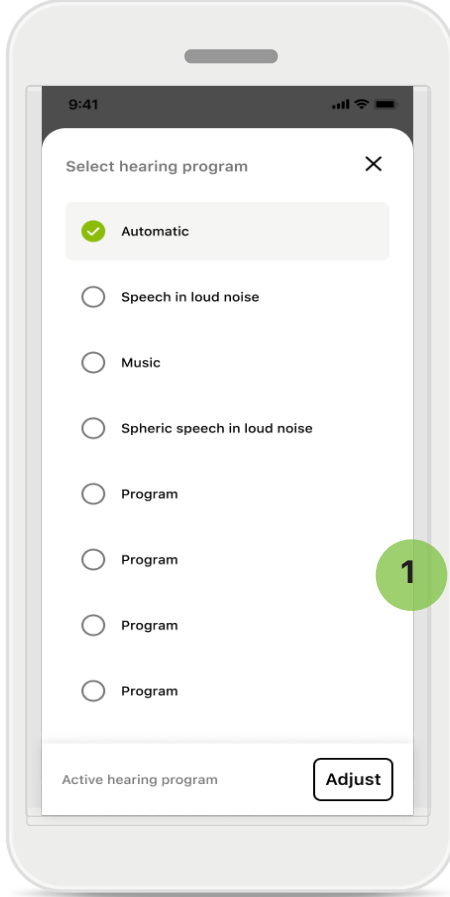 9:41
Select hearing program
Automatic
Speech in loud noise
Music
Spheric speech in loud noise
Program
Program
1
Program
Program
Active hearing program
Adjust